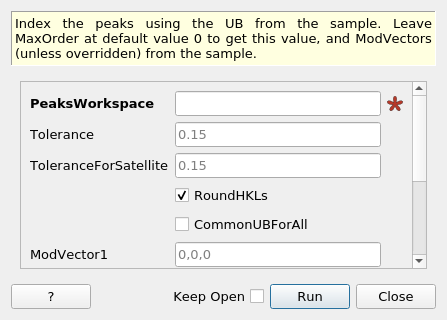 Index the peaks using the UB from the sample. Leave
MaxOrder at default value 0 to get this value, and ModVectors
(unless overridden) from the sample.
PeaksWorkspace
Tolerance 0.15
ToleranceForSatellite 0.15
RoundHKLs
CommonUBForAll
ModVector1 0,0,0
? Keep Open Run Close